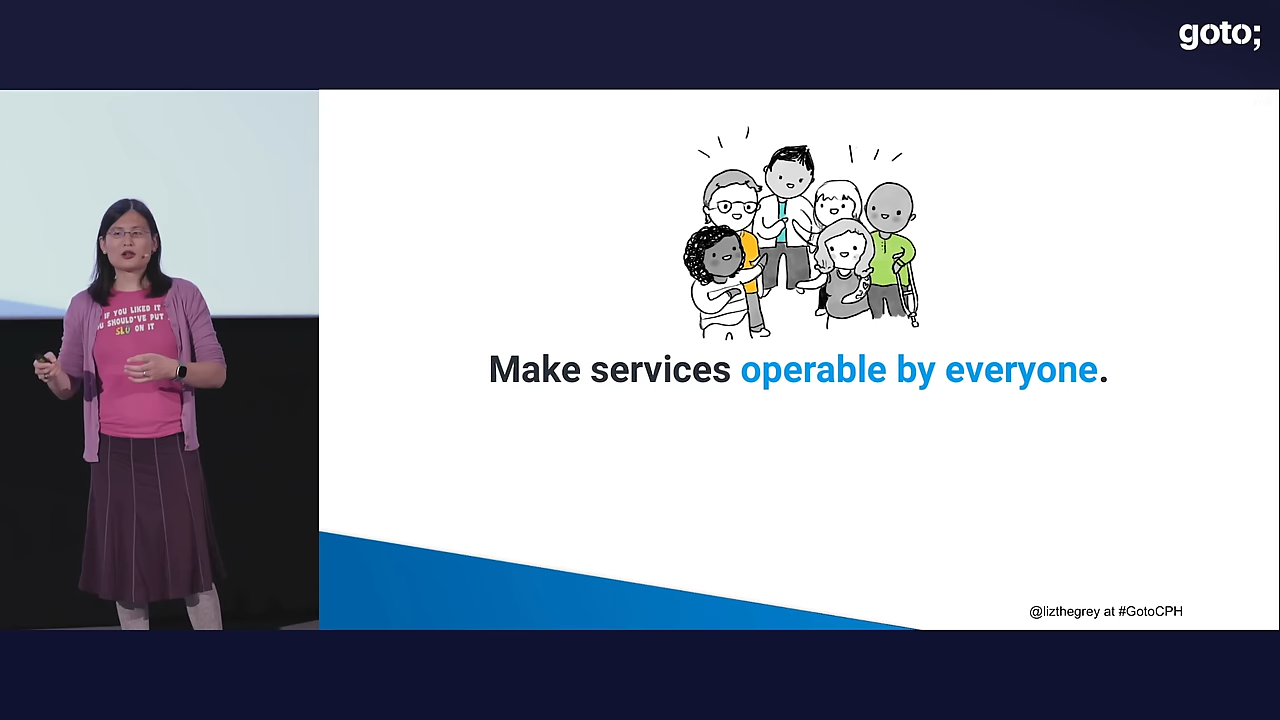 goto;
IF YOU LIKED IT
YOU SHOULD'VE PUT
SLO ON IT
Make services operable by everyone.
@lizthegrey at #GotoCPH